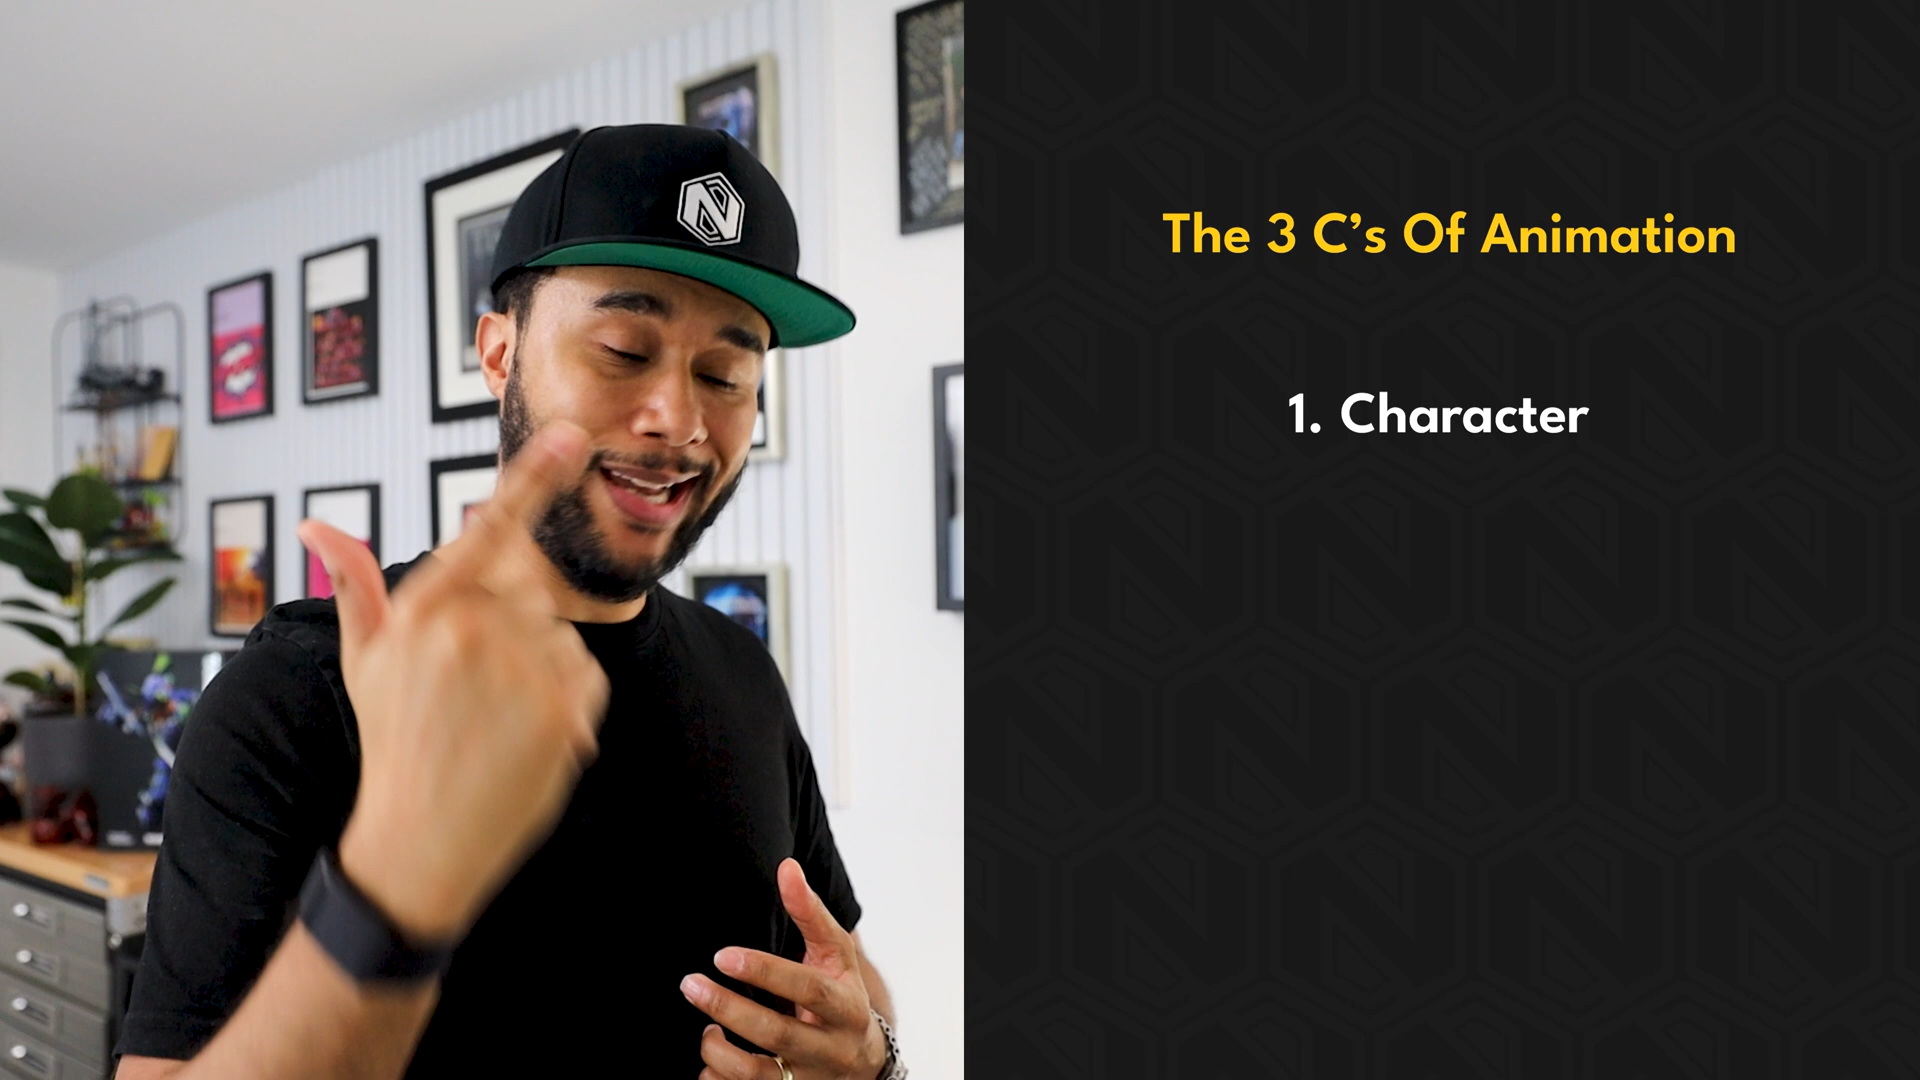 The 3 C’s Of Animation
1. Character